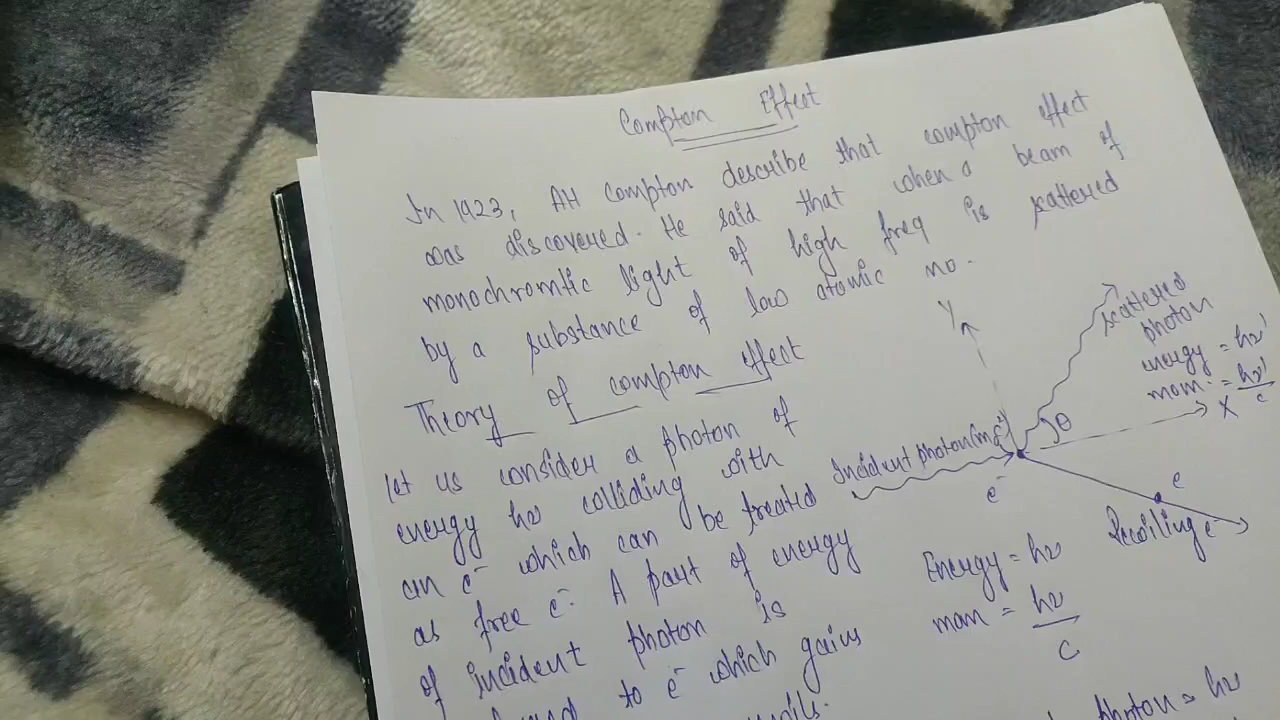 Compton Effect
In 1923, AH Compton describe that compton effect
was discovered. He said that when a beam of
monochromtic light of high freq is scattered
by a substance of low atomic no.
Theory of compton effect
let us consider a photon of
energy hν colliding with
an e⁻ which can be treated
as free e⁻. A part of energy
of incident photon is
to e⁻ which gains
Y
scattered
photon
energy = hν'
mom. = hν'/c
X
θ
Incident photon
e⁻
e
Recoiling e⁻
Energy = hν
mom = hν/c
photon = hν